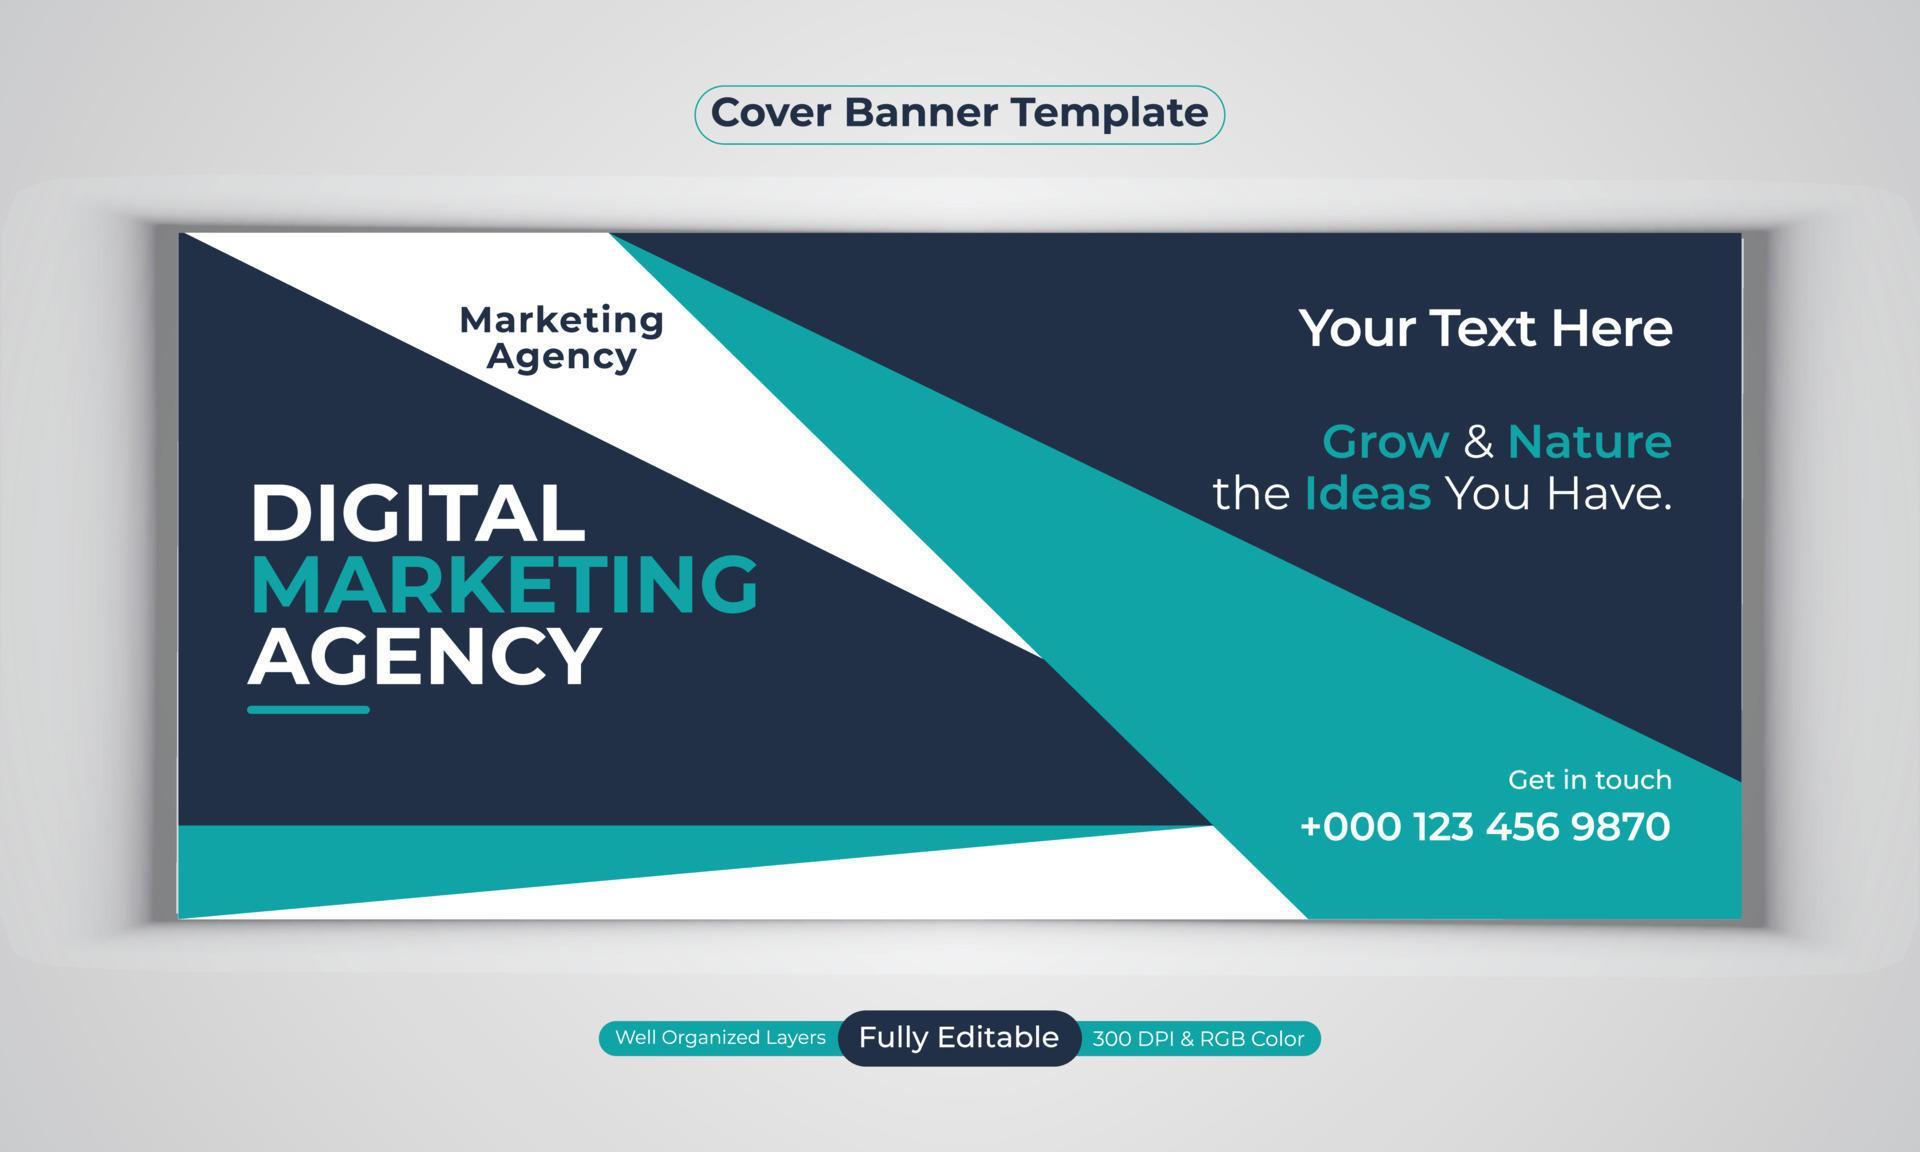 Cover Banner Template
Marketing
Agency
DIGITAL
MARKETING
AGENCY
Your Text Here
Grow & Nature
the Ideas You Have.
Get in touch
+000 123 456 9870
Well Organized Layers
Fully Editable
300 DPI & RGB Color